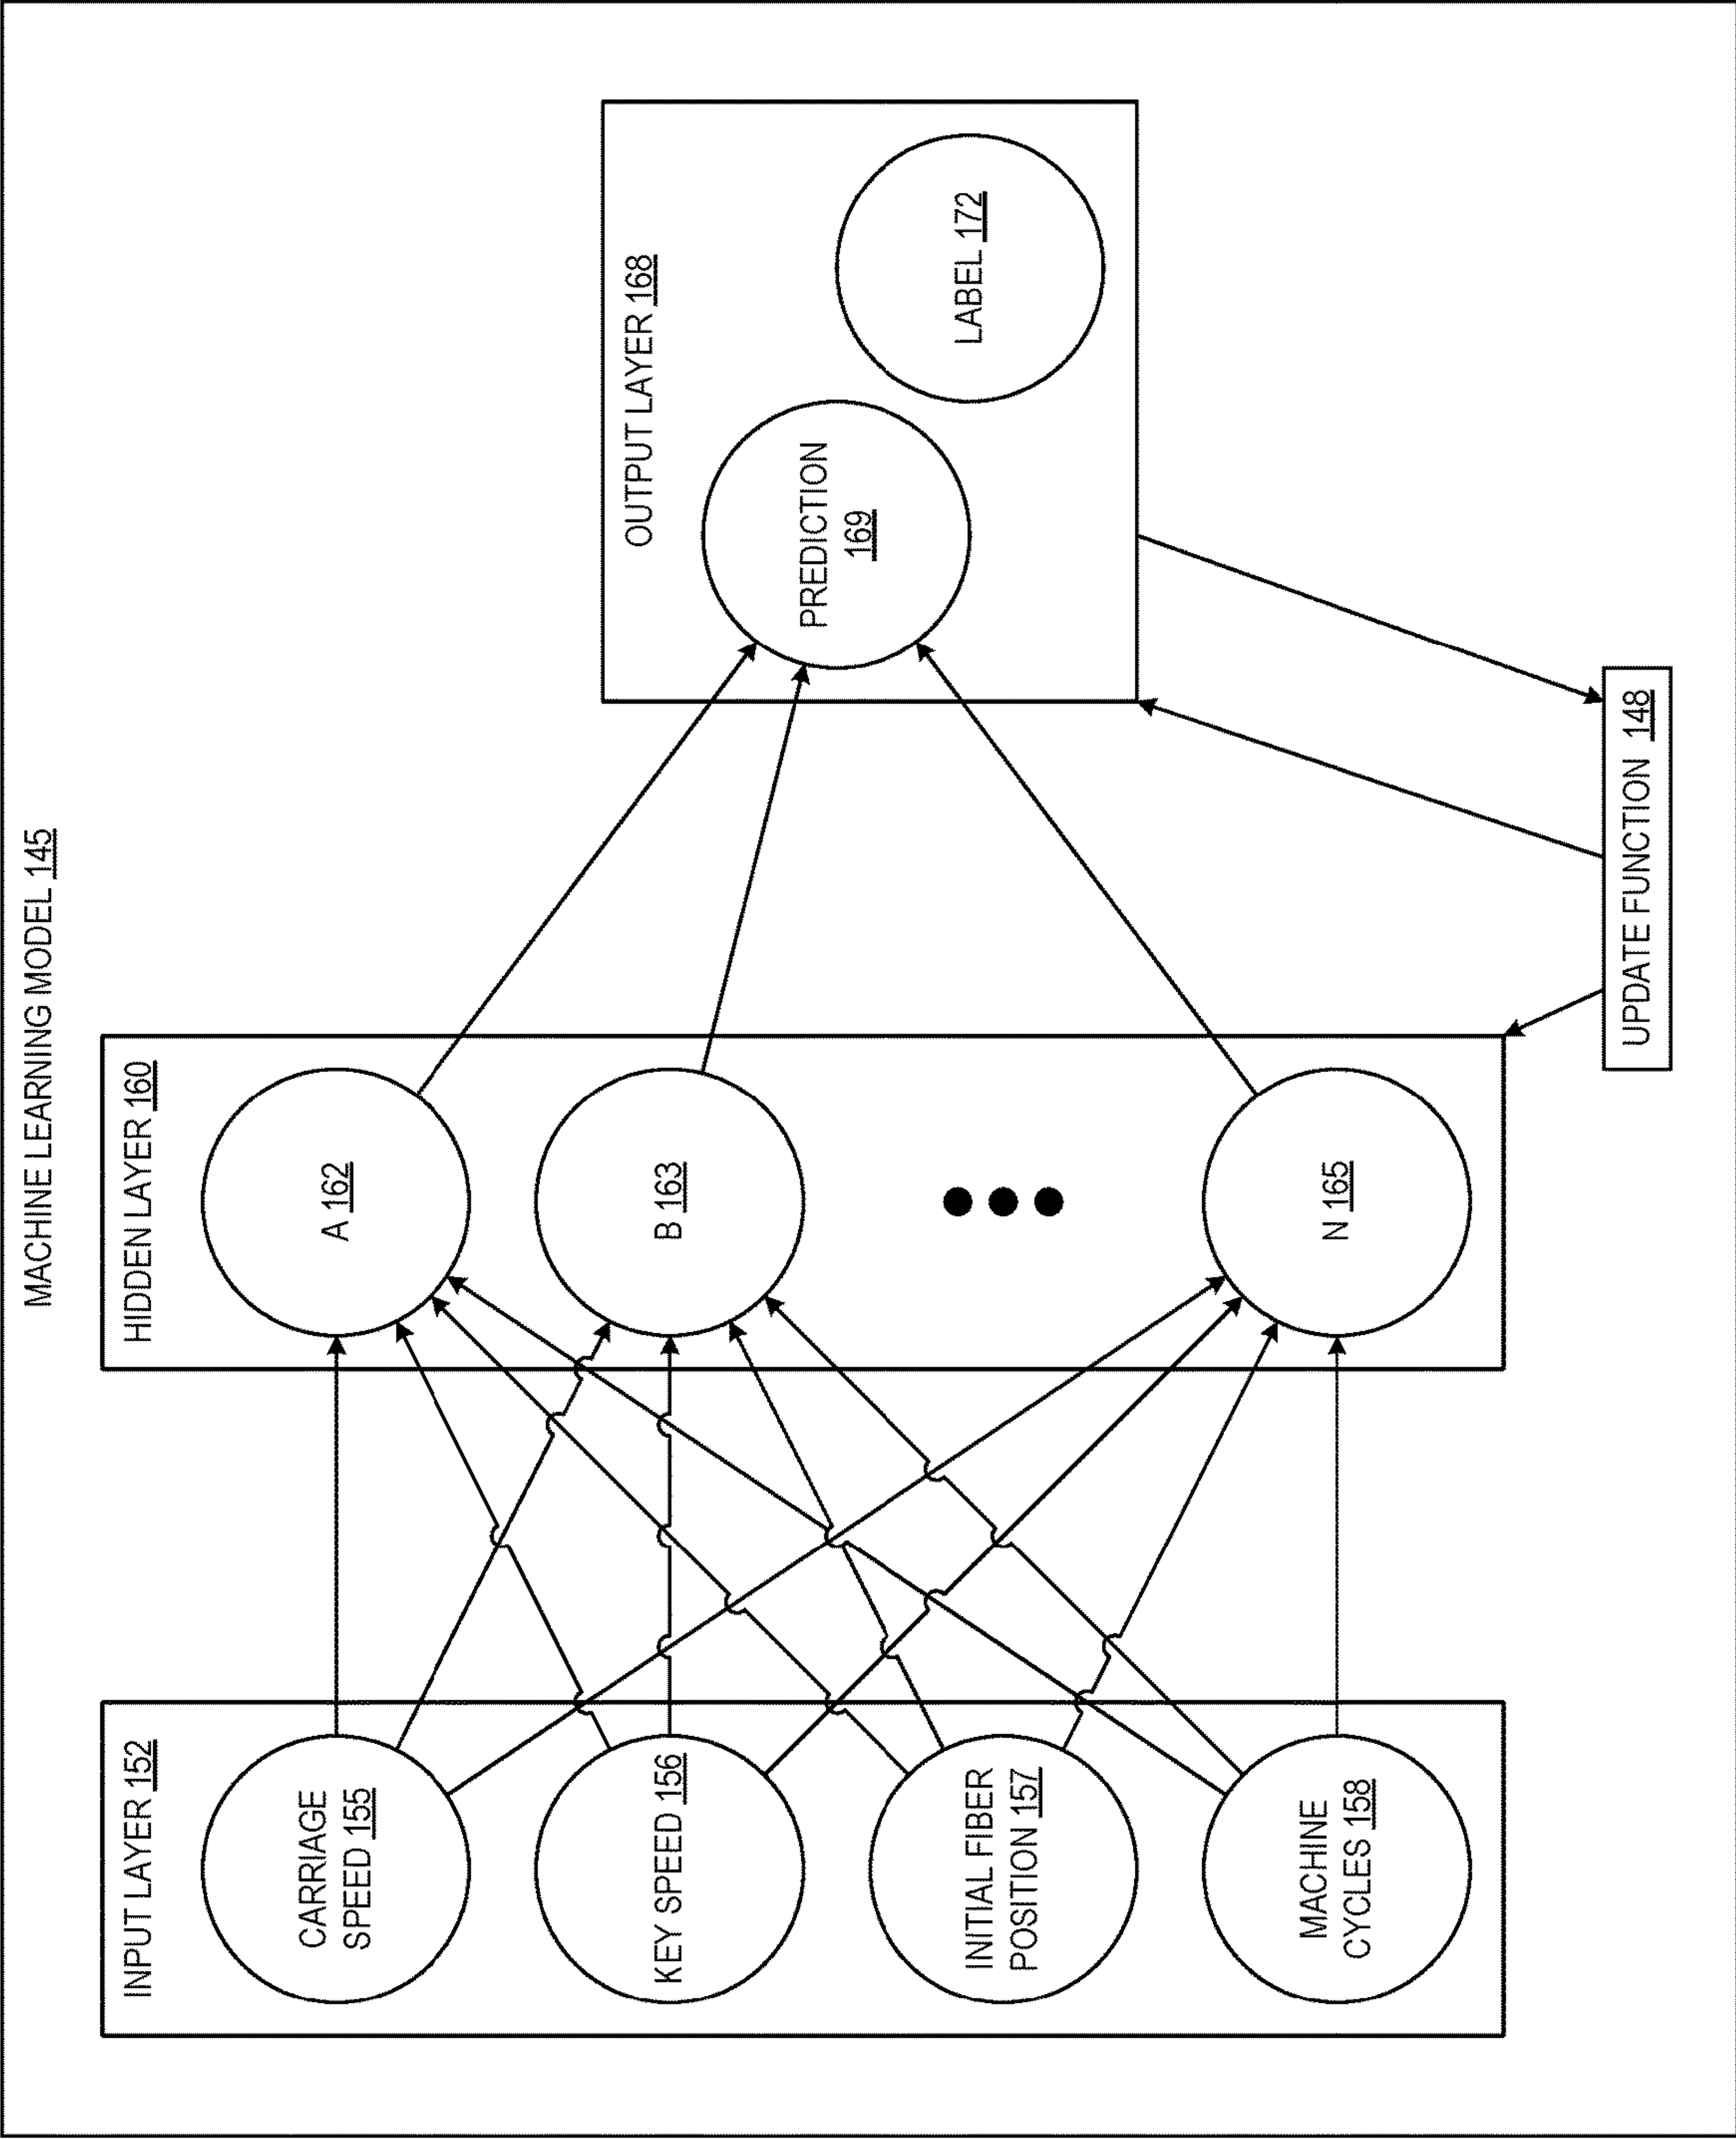 MACHINE LEARNING MODEL 145
INPUT LAYER 152
CARRIAGE
SPEED 155
KEY SPEED 156
INITIAL FIBER
POSITION 157
MACHINE
CYCLES 158
HIDDEN LAYER 160
A 162
B 163
N 165
OUTPUT LAYER 168
PREDICTION
169
LABEL 172
UPDATE FUNCTION 148